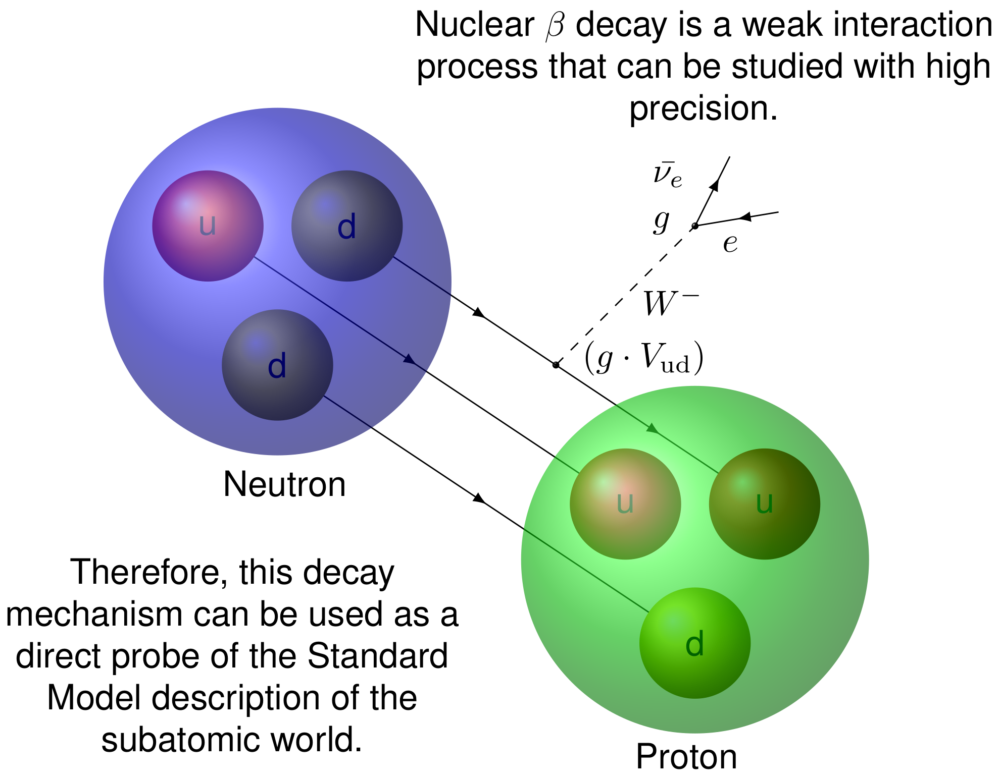 Nuclear β decay is a weak interaction
process that can be studied with high
precision.
ν̄ₑ
g
e
u
d
W⁻
d
(g · V_ud)
Neutron
u
u
Therefore, this decay
mechanism can be used as a
direct probe of the Standard
Model description of the
subatomic world.
d
Proton